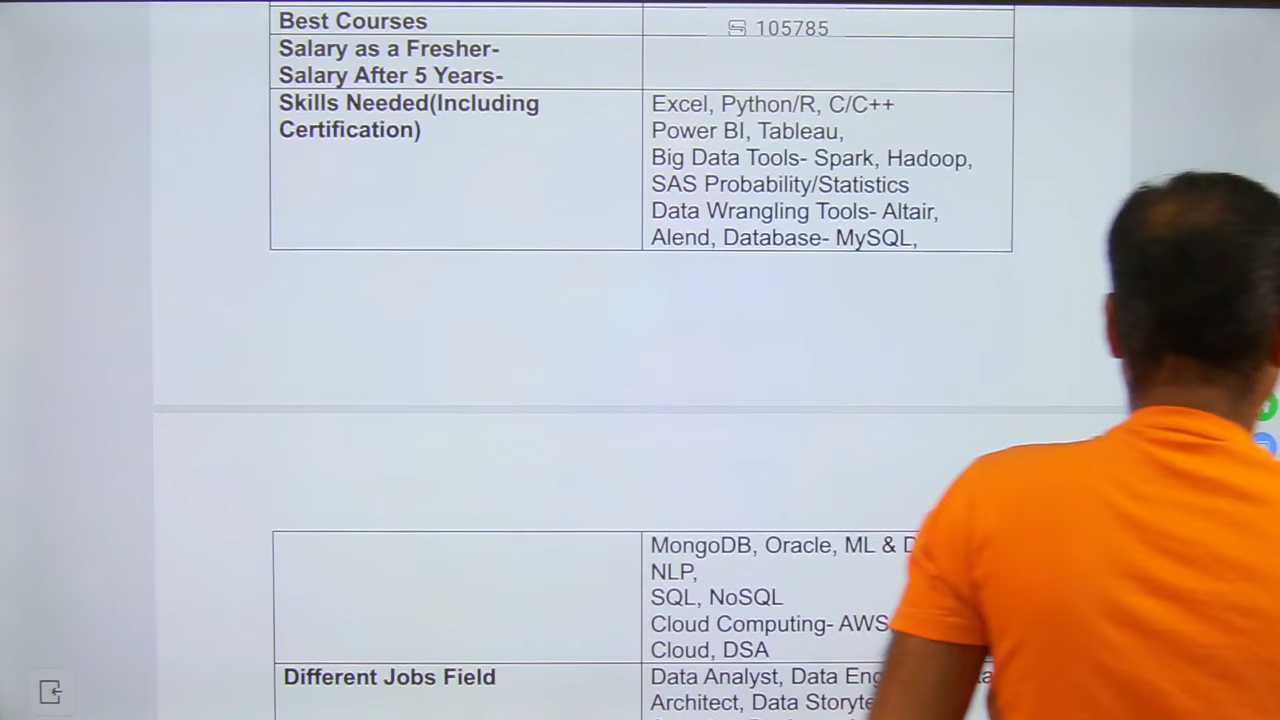 Best Courses
105785
Salary as a Fresher-
Salary After 5 Years-
Skills Needed(Including
Certification)
Excel, Python/R, C/C++
Power BI, Tableau,
Big Data Tools- Spark, Hadoop,
SAS Probability/Statistics
Data Wrangling Tools- Altair,
Alend, Database- MySQL,
MongoDB, Oracle, ML &
NLP,
SQL, NoSQL
Cloud Computing- AWS
Cloud, DSA
Different Jobs Field
Data Analyst, Data
Architect, Data